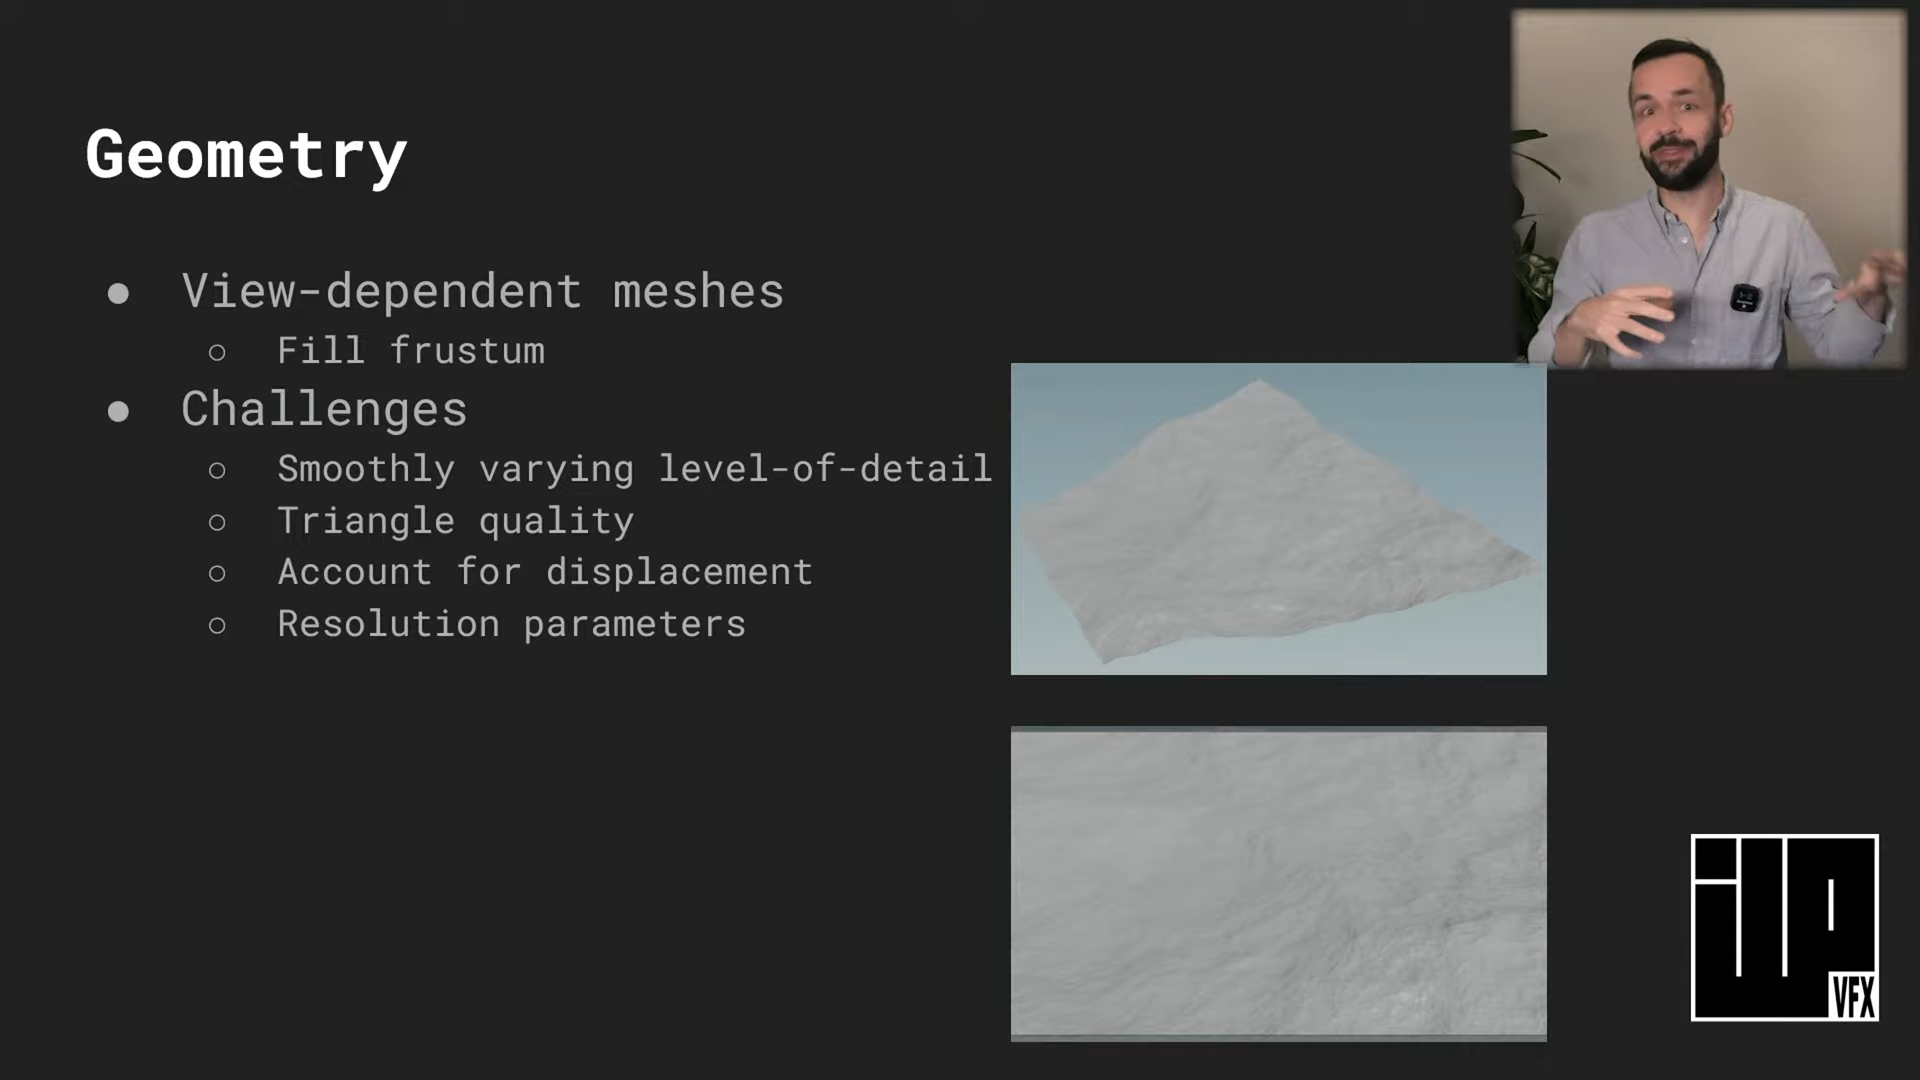 Geometry
View-dependent meshes
Fill frustum
Challenges
Smoothly varying level-of-detail
Triangle quality
Account for displacement
Resolution parameters
ilp
VFX